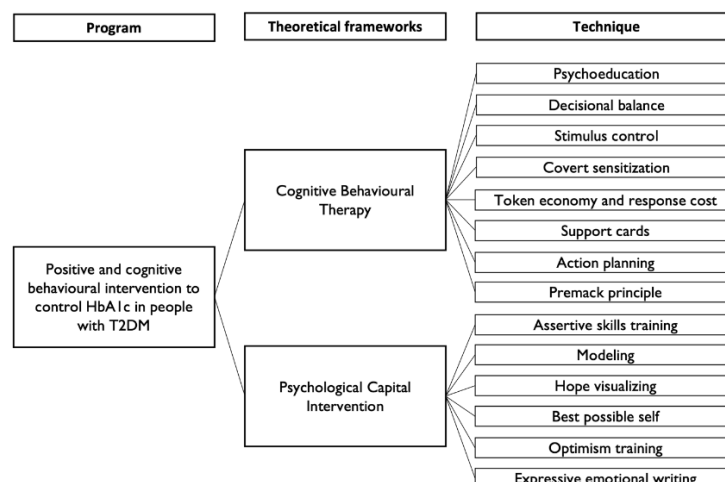 Program
Theoretical frameworks
Technique
Psychoeducation
Decisional balance
Stimulus control
Covert sensitization
Cognitive Behavioural
Therapy
Token economy and response cost
Support cards
Action planning
Premack principle
Positive and cognitive
behavioural intervention to
control HbA1c in people
with T2DM
Assertive skills training
Modeling
Hope visualizing
Psychological Capital
Intervention
Best possible self
Optimism training
Expressive emotional writing